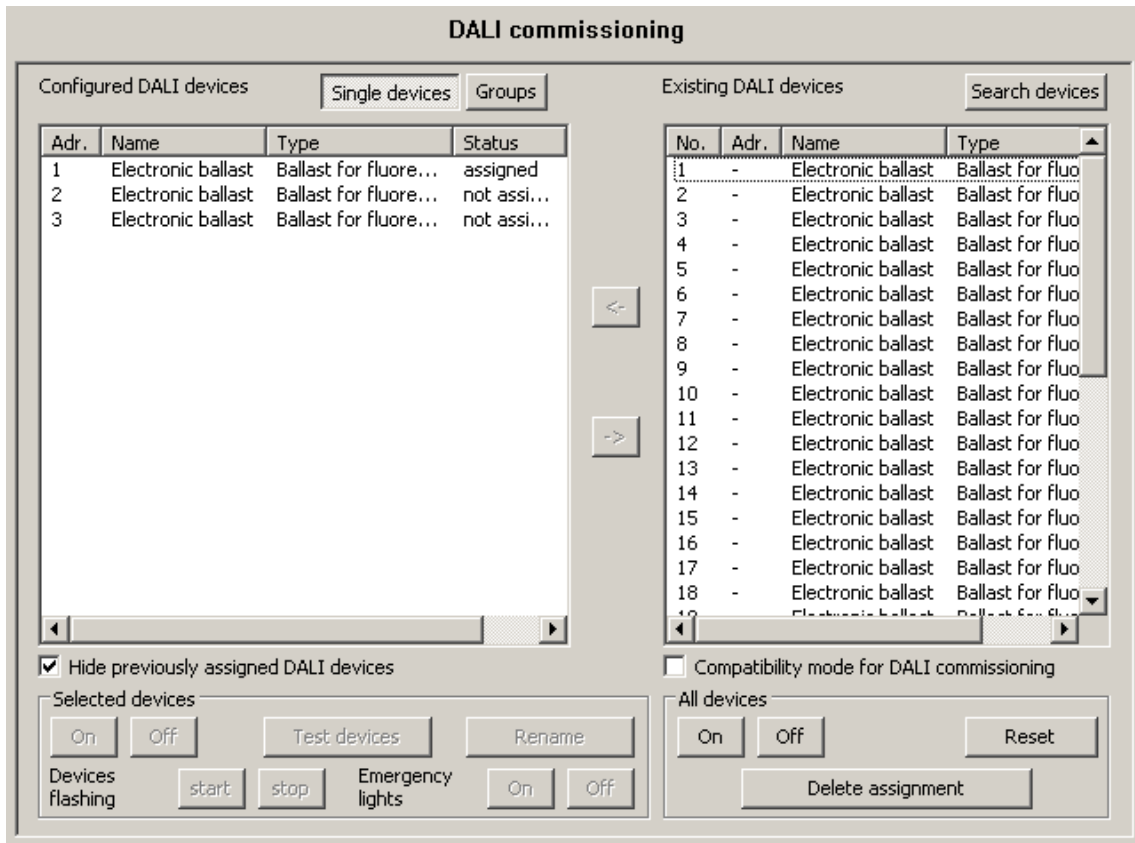 DALI commissioning
Configured DALI devices Single devices Groups
Adr. Name Type Status
1 Electronic ballast Ballast for fluore... assigned
2 Electronic ballast Ballast for fluore... not assi...
3 Electronic ballast Ballast for fluore... not assi...
<-
->
Existing DALI devices Search devices
No. Adr. Name Type
1 - Electronic ballast Ballast for fluo
2 - Electronic ballast Ballast for fluo
3 - Electronic ballast Ballast for fluo
4 - Electronic ballast Ballast for fluo
5 - Electronic ballast Ballast for fluo
6 - Electronic ballast Ballast for fluo
7 - Electronic ballast Ballast for fluo
8 - Electronic ballast Ballast for fluo
9 - Electronic ballast Ballast for fluo
10 - Electronic ballast Ballast for fluo
11 - Electronic ballast Ballast for fluo
12 - Electronic ballast Ballast for fluo
13 - Electronic ballast Ballast for fluo
14 - Electronic ballast Ballast for fluo
15 - Electronic ballast Ballast for fluo
16 - Electronic ballast Ballast for fluo
17 - Electronic ballast Ballast for fluo
18 - Electronic ballast Ballast for fluo
Hide previously assigned DALI devices
Selected devices
On Off Test devices Rename
Devices
flashing
start stop
Emergency
lights
On Off
Compatibility mode for DALI commissioning
All devices
On Off Reset
Delete assignment